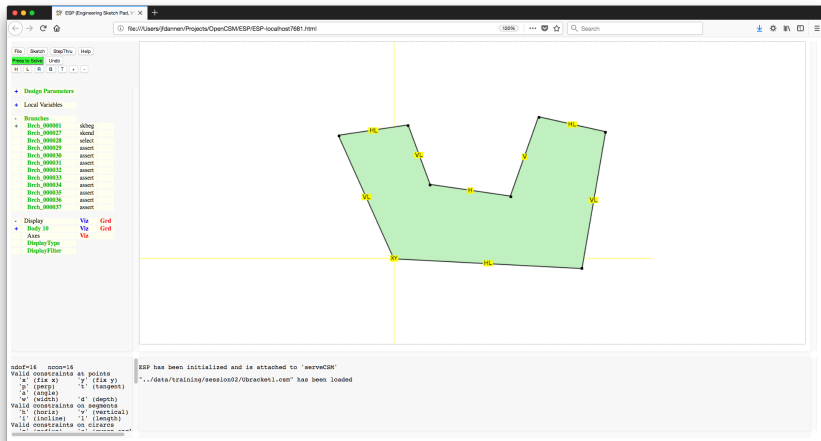 ESP (Engineering Sketch Pad, v
file:///Users/jfdannen/Projects/OpenCSM/ESP/ESP-localhost7681.html
120%
Search
File Sketch StepThru Help
Press to Solve Undo
H L R B T + -
+ Design Parameters
+ Local Variables
- Branches
+ Brch_000001 skbeg
Brch_000027 skend
Brch_000028 select
Brch_000029 assert
Brch_000030 assert
Brch_000031 assert
Brch_000032 assert
Brch_000033 assert
Brch_000034 assert
Brch_000035 assert
Brch_000036 assert
Brch_000037 assert
- Display Viz Grd
+ Body 10 Viz Grd
Axes Viz
DisplayType
DisplayFilter
HL
HL
VL
V
H
VL
VL
XY
HL
ndof=16 ncon=16
Valid constraints at points
'x' (fix x) 'y' (fix y)
'p' (perp) 't' (tangent)
'a' (angle)
'w' (width) 'd' (depth)
Valid constraints on segments
'h' (horiz) 'v' (vertical)
'i' (incline) 'l' (length)
Valid constraints on cirarcs
ESP has been initialized and is attached to 'serveCSM'
"../data/training/session02/Ubracket1.csm" has been loaded